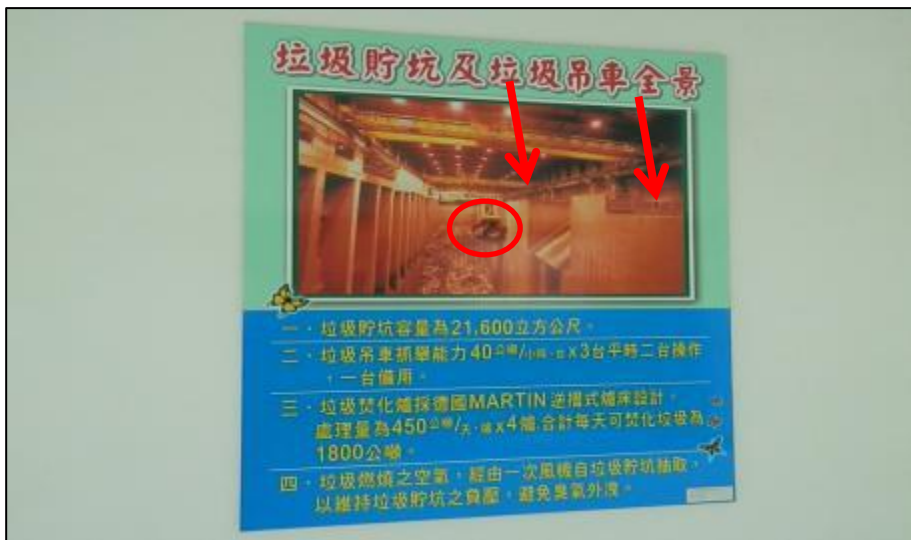 垃圾貯坑及垃圾吊車全景
一、垃圾貯坑容量為21,600立方公尺。
二、垃圾吊車抓舉能力40公噸/小時‧台x3台平時二台操作
，一台備用。
三、垃圾焚化爐採德國MARTIN逆摺式爐床設計，
處理量為450公噸/天‧爐x4爐合計每天可焚化垃圾為
1800公噸。
四、垃圾燃燒之空氣，經由一次風機自垃圾貯坑抽取，
以維持垃圾貯坑之負壓，避免臭氣外洩。